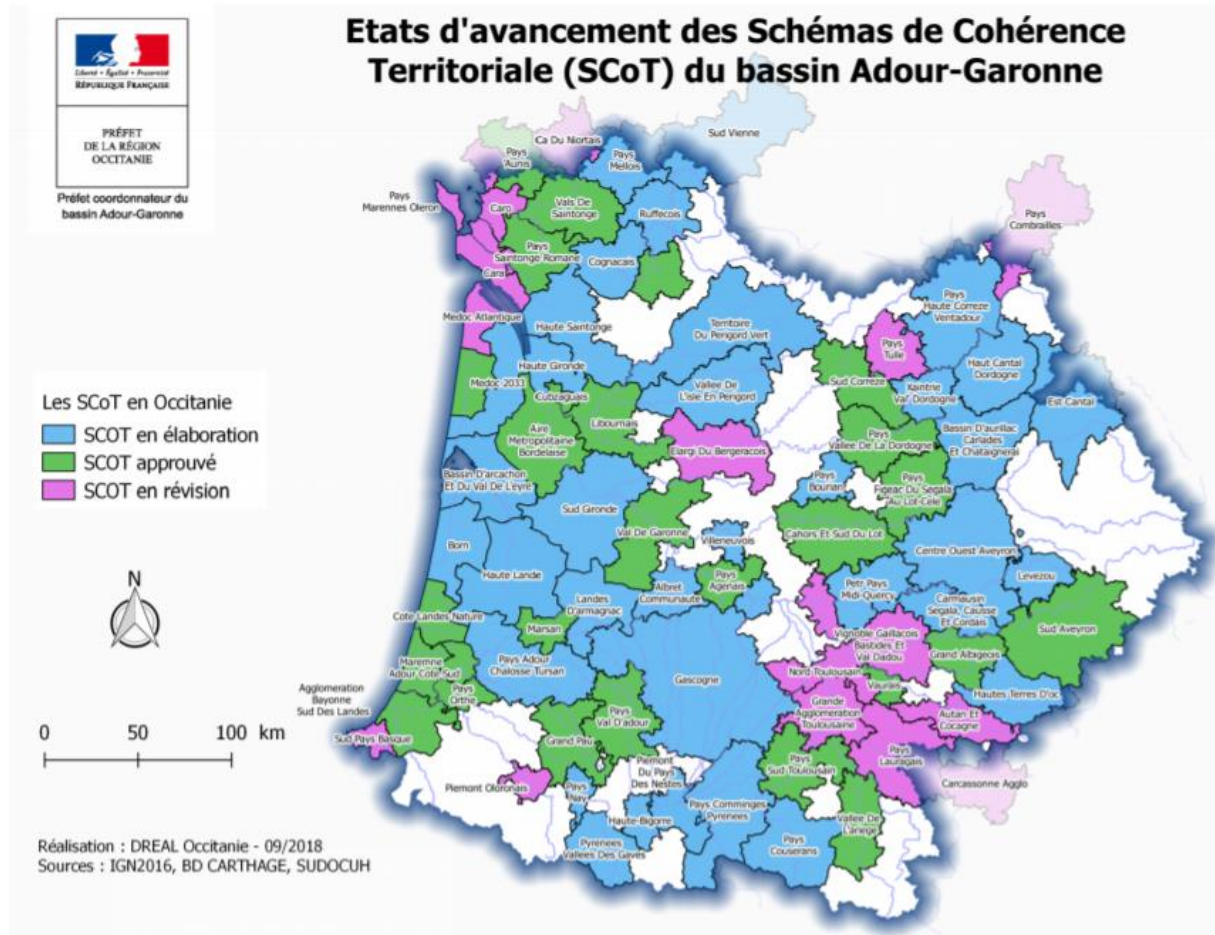 Etats d'avancement des Schémas de Cohérence
Territoriale (SCoT) du bassin Adour-Garonne
Liberté • Égalité • Fraternité
RÉPUBLIQUE FRANÇAISE
PRÉFET
DE LA RÉGION
OCCITANIE
Préfet coordonnateur du
bassin Adour-Garonne
Sud Vienne
Ca Du Niortais
Pays
Aunis
Pays
Mellois
Pays
Marennes Oleron
Caro
Vals De
Saintonge
Ruffecois
Pays
Combrailles
Pays
Saintonge Romane
Cognacais
Cara
Medoc Atlantique
Haute Saintonge
Territoire
Du Perigord Vert
Pays
Haute Correze
Ventadour
Pays
Tulle
Haute Gironde
Medoc 2033
Cubzaguais
Vallee De
L'isle En Perigord
Sud Correze
Xaintrie
Val' Dordogne
Haut Cantal
Dordogne
Est Cantal
Les SCoT en Occitanie
SCOT en élaboration
SCOT approuvé
SCOT en révision
Aire
Metropolitaine
Bordelaise
Libournais
Elargi Du Bergeracois
Pays
Vallee De La Dordogne
Bassin D'aurillac
Carlades
Et Chataigneraí
Bassin D'arcachon
Et Du Val De L'eyre
Sud Gironde
Pays
Bourian
Pays
Figeac Du Segala
Au Lot-Cele
Val De Garonne
Villeneuvois
Cahors Et Sud Du Lot
Centre Ouest Aveyron
Born
Haute Lande
Albret
Communaute
Pays
Agenais
Petr Pays
Midi-Quercy
Levezou
Landes
D'armagnac
Carmausin
Segala, Causse
Et Cordais
N
Cote Landes Nature
Marsan
Vignoble Gaillacois
Bastides Et
Val Dadou
Sud Aveyron
Grand Albigeois
Maremne
Adour Cote Sud
Pays Adour
Chalosse Tursan
Gascogne
Nord Toulousain
Vaurais
Hautes Terres D'oc
Agglomeration
Bayonne
Sud Des Landes
Pays
Orthe
Pays
Val D'adour
Grande
Agglomeration
Toulousaine
Autan Et
Cocagne
0 50 100 km
Sud Pays Basque
Grand Pau
Pays
Sud Toulousain
Pays
Lauragais
Piemont
Du Pays
Des Nestes
Piemont Oloronais
Pays
Nay
Carcassonne Agglo
Haute-Bigorre
Pays Comminges
Pyrenees
Vallee De
L'ariege
Pyrenees
Vallees Des Gaves
Pays
Couserans
Réalisation : DREAL Occitanie - 09/2018
Sources : IGN2016, BD CARTHAGE, SUDOCUH